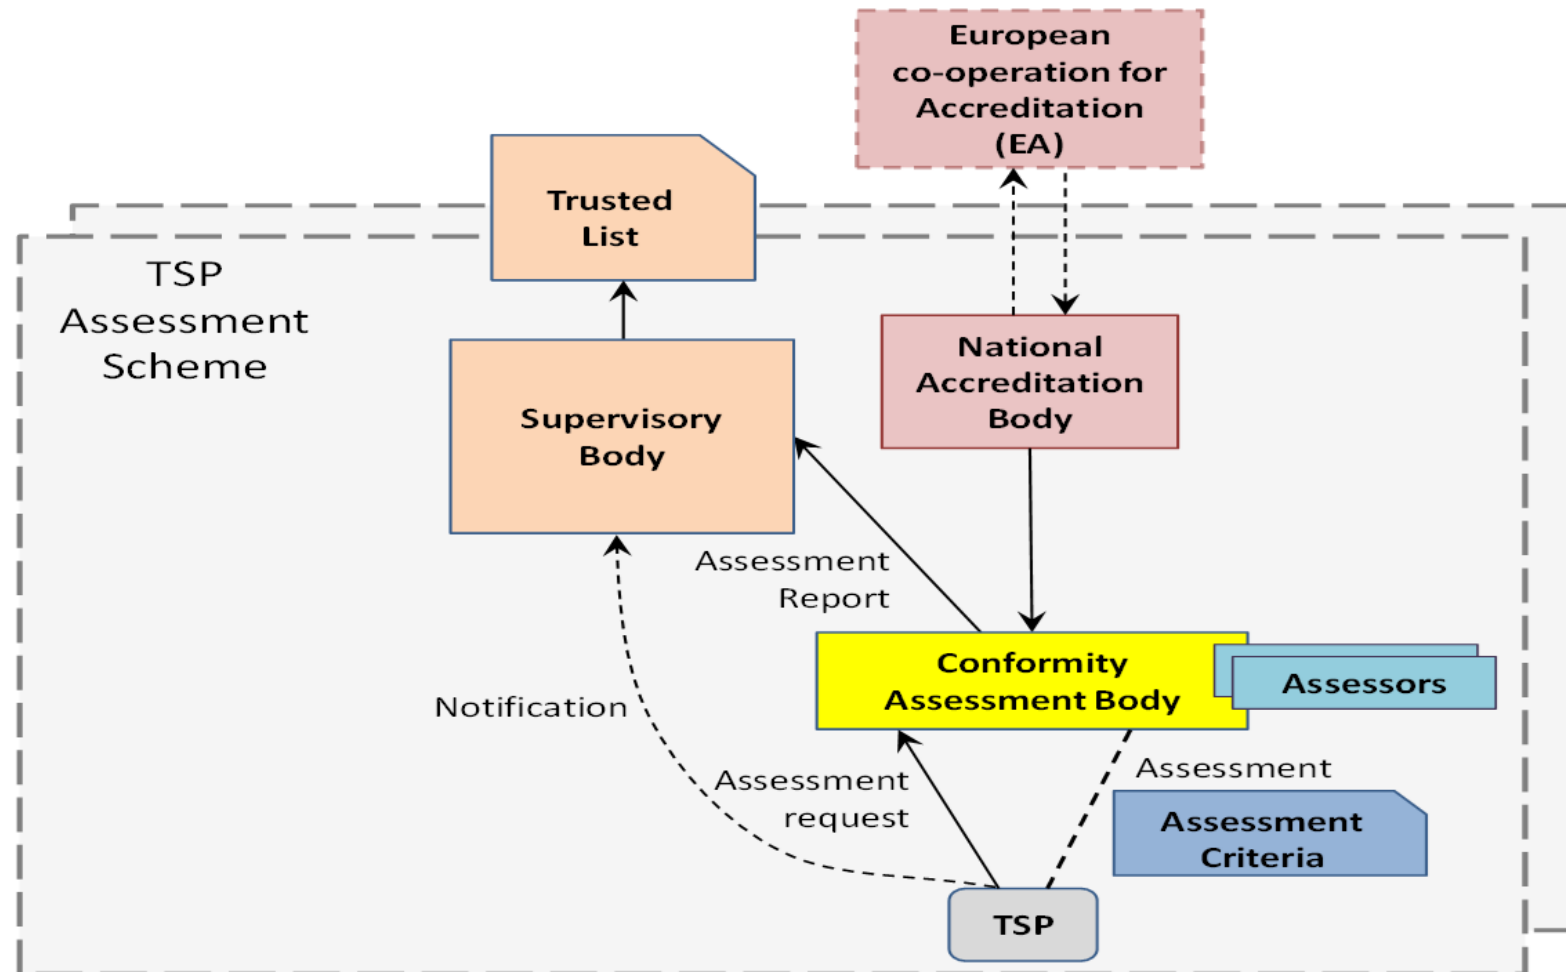 European
co-operation for
Accreditation
(EA)
Trusted
List
TSP
Assessment
Scheme
National
Accreditation
Body
Supervisory
Body
Assessment
Report
Conformity
Assessment Body
Assessors
Notification
Assessment
request
Assessment
Assessment
Criteria
TSP